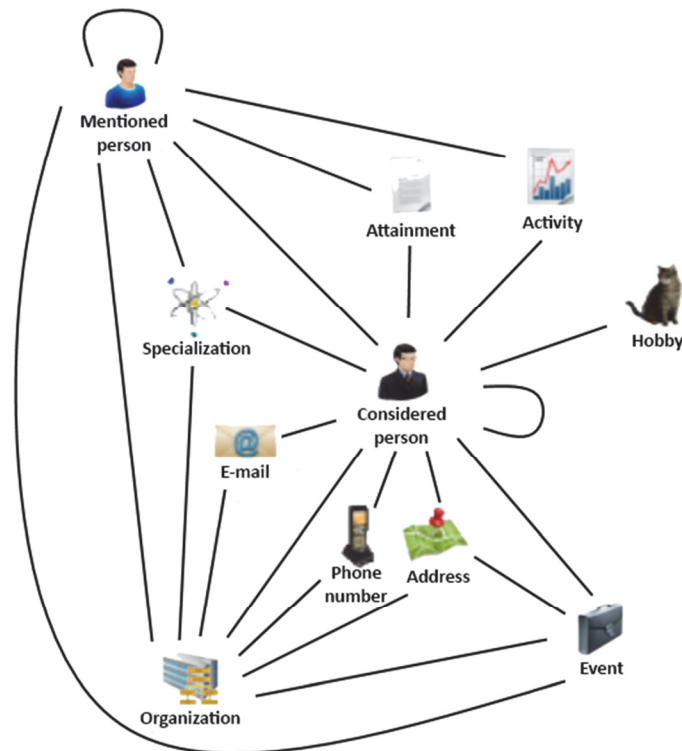 Mentioned
person
Attainment
Activity
Specialization
Hobby
Considered
person
E-mail
Phone
number
Address
Event
Organization